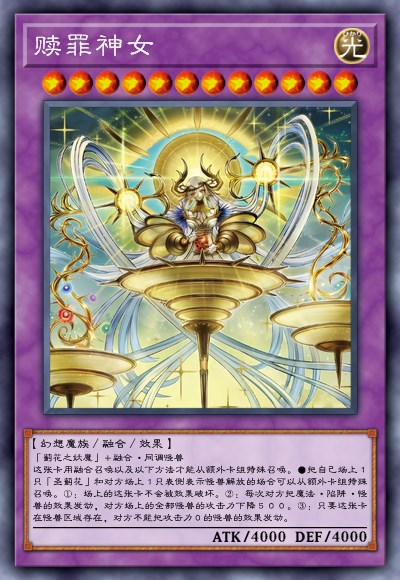 赎罪神女
ひかり
光
【幻想魔族／融合／效果】
「蓟花之妖魔」＋融合·同调怪兽
这张卡用融合召唤以及以下方法才能从额外卡组特殊召唤。●把自己场上1
只「圣蓟花」和对方场上1只表侧表示怪兽解放的场合可以从额外卡组特殊
召唤。①：场上的这张卡不会被效果破坏。②：每次对方把魔法·陷阱·怪
兽的效果发动，对方场上的全部怪兽的攻击力下降５００。③：只要这张卡
在怪兽区域存在，对方不能把攻击力0的怪兽的效果发动。
ATK/4000 DEF/4000